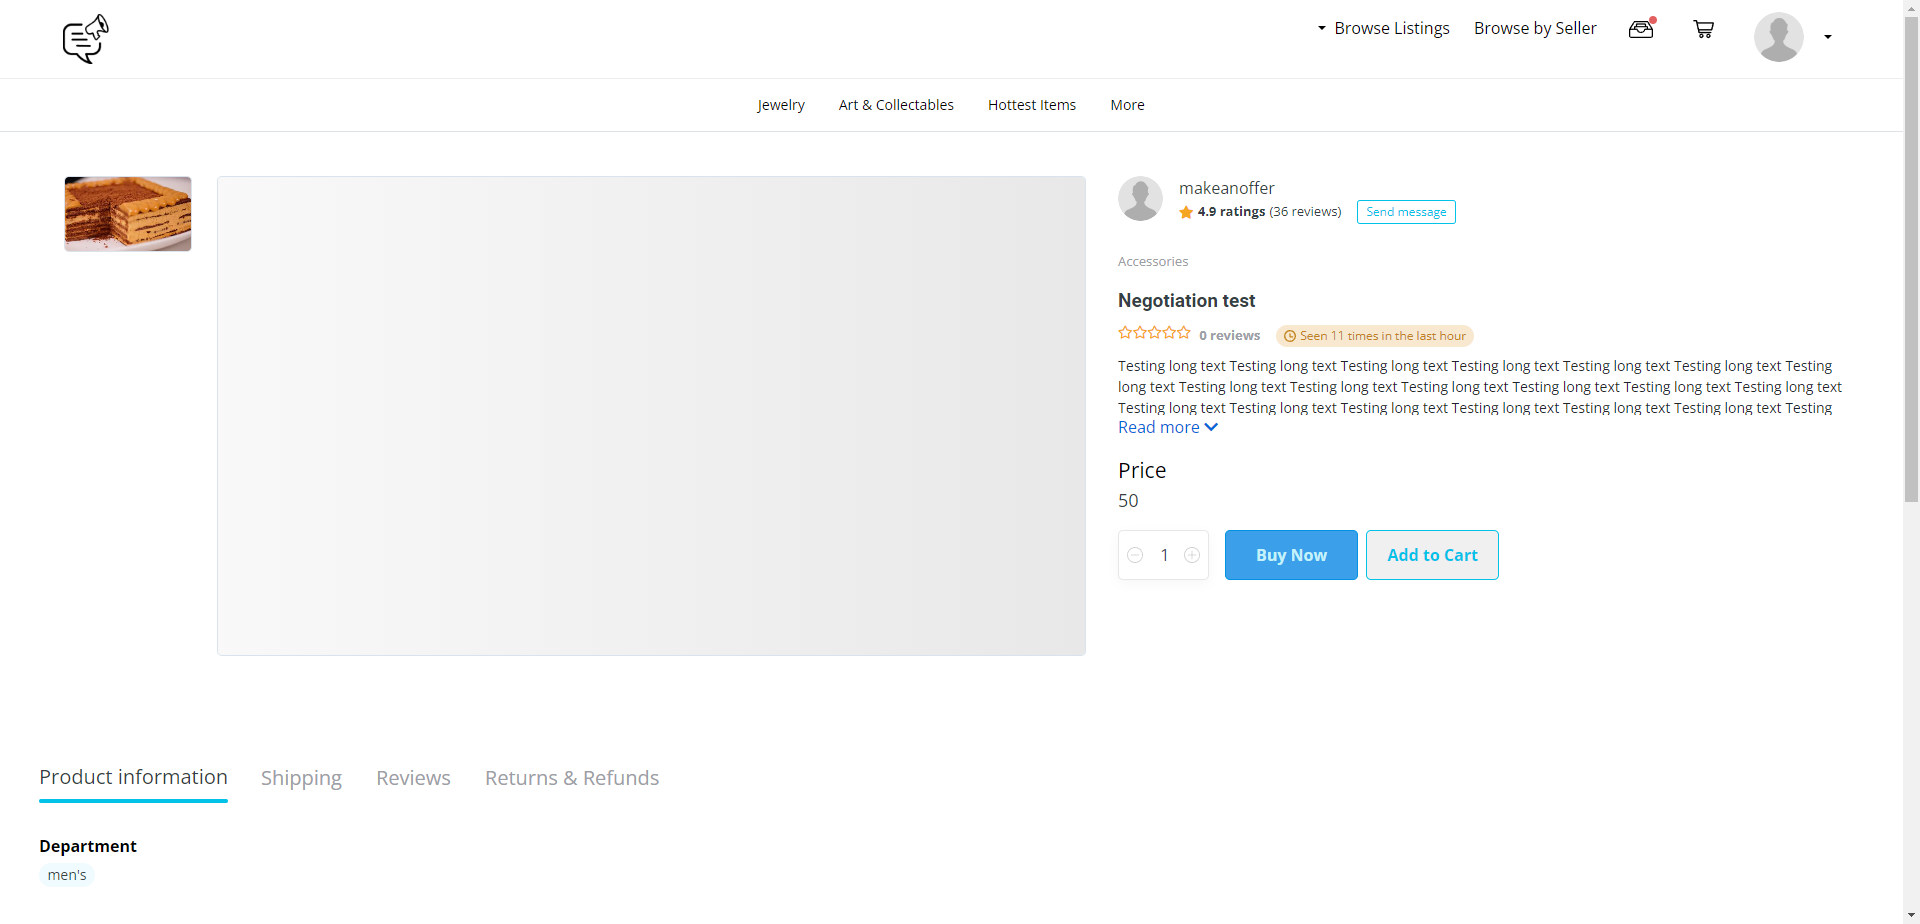 Browse Listings
Browse by Seller
Jewelry
Art & Collectables
Hottest Items
More
makeanoffer
4.9 ratings (36 reviews)
Send message
Accessories
Negotiation test
0 reviews
Seen 11 times in the last hour
Testing long text Testing long text Testing long text Testing long text Testing long text Testing long text Testing
long text Testing long text Testing long text Testing long text Testing long text Testing long text Testing long text
Testing long text Testing long text Testing long text Testing long text Testing long text Testing long text Testing
Read more
Price
50
1
Buy Now
Add to Cart
Product information
Shipping
Reviews
Returns & Refunds
Department
men's